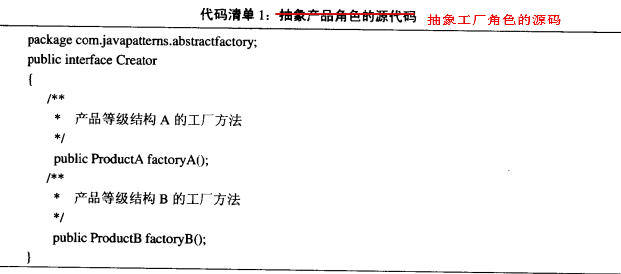 代码清单 1：抽象产品角色的源代码 抽象工厂角色的源码
package com.javapatterns.abstractfactory;
public interface Creator
{
/**
* 产品等级结构 A 的工厂方法
*/
public ProductA factoryA();
/**
* 产品等级结构 B 的工厂方法
*/
public ProductB factoryB();
}